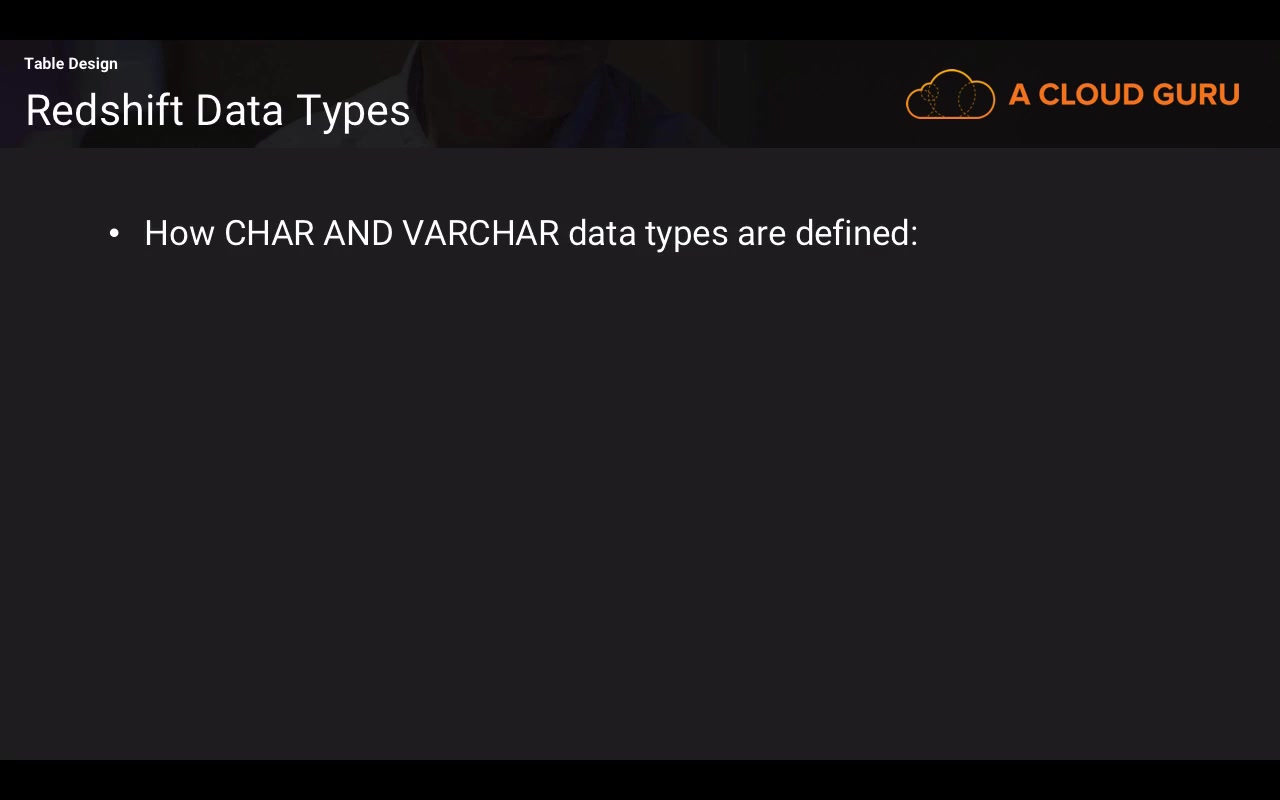 Table Design
Redshift Data Types
A CLOUD GURU
• How CHAR AND VARCHAR data types are defined: